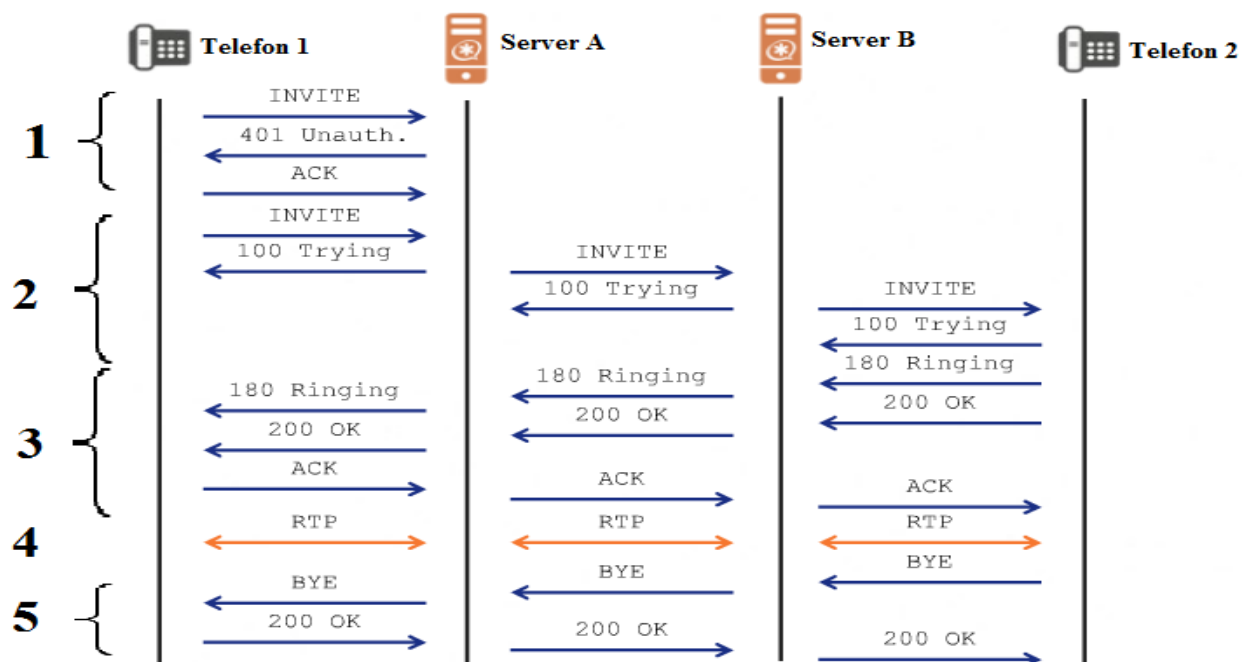 Telefon 1
Server A
Server B
Telefon 2
1
INVITE
401 Unauth.
ACK
2
INVITE
100 Trying
INVITE
100 Trying
INVITE
100 Trying
3
180 Ringing
180 Ringing
180 Ringing
200 OK
200 OK
200 OK
ACK
ACK
ACK
4
RTP
RTP
RTP
5
BYE
BYE
BYE
200 OK
200 OK
200 OK